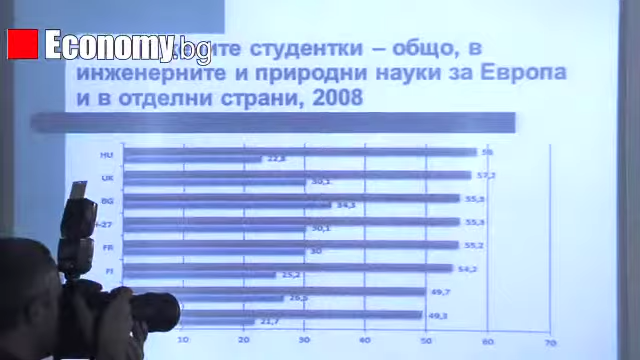 Economy.bg
ите студентки – общо, в
инженерните и природни науки за Европа
и в отделни страни, 2008
HU 58
22,8
UK 57,2
30,1
BG 55,3
34,3
-27 55,3
30,1
FR 55,2
30
FI 54,2
25,2
49,7
26,5
49,3
21,7
10 20 30 40 50 60 70